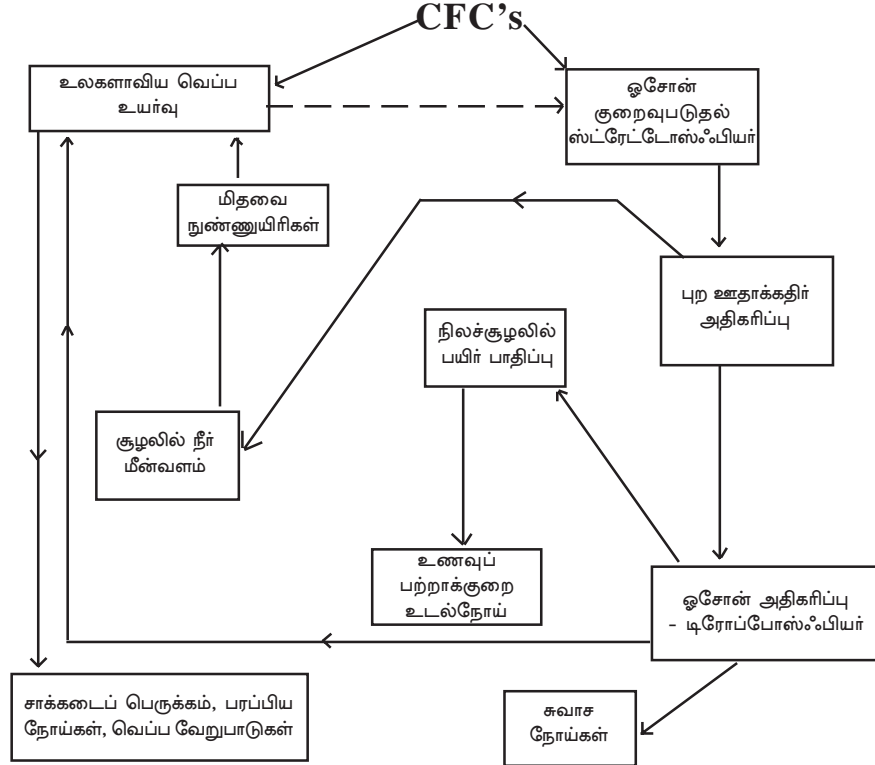 CFC's
உலகளாவிய வெப்ப
உயர்வு
ஓசோன்
குறைவுபடுதல்
ஸ்ட்ரேட்டோஸ்ஃபியர்
மிதவை
நுண்ணுயிரிகள்
புற ஊதாக்கதிர்
அதிகரிப்பு
நிலச்சூழலில்
பயிர் பாதிப்பு
சூழலில் நீர்
மீன்வளம்
உணவுப்
பற்றாக்குறை
உடல்நோய்
ஓசோன் அதிகரிப்பு
- டிரோப்போஸ்ஃபியர்
சாக்கடைப் பெருக்கம், பரப்பிய
நோய்கள், வெப்ப வேறுபாடுகள்
சுவாச
நோய்கள்